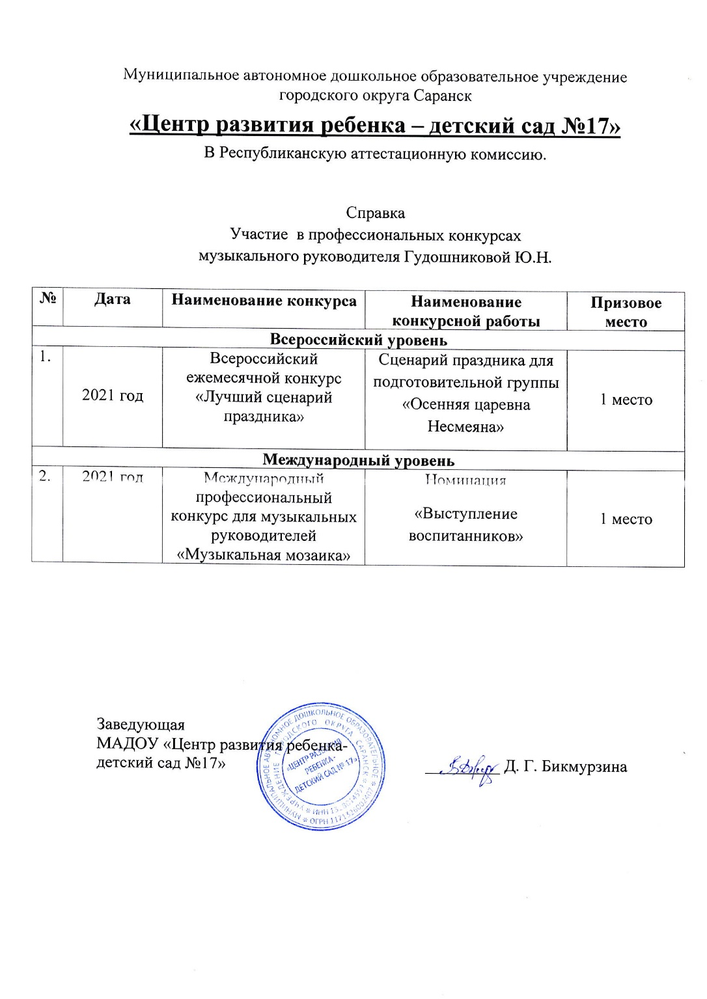 Муниципальное автономное дошкольное образовательное учреждение
городского округа Саранск
«Центр развития ребенка – детский сад №17»
В Республиканскую аттестационную комиссию.
Справка
Участие в профессиональных конкурсах
музыкального руководителя Гудошниковой Ю.Н.
№ Дата Наименование конкурса Наименование конкурсной работы Призовое место
Всероссийский уровень
1.
2021 год
Всероссийский
ежемесячной конкурс
«Лучший сценарий
праздника»
Сценарий праздника для
подготовительной группы
«Осенняя царевна
Несмеяна»
1 место
Международный уровень
2.
2021 год
Международный
профессиональный
конкурс для музыкальных
руководителей
«Музыкальная мозаика»
Номинация
«Выступление
воспитанников»
1 место
Заведующая
МАДОУ «Центр развития ребенка-
детский сад №17»
Д. Г. Бикмурзина
МУНИЦИПАЛЬНОЕ АВТОНОМНОЕ ДОШКОЛЬНОЕ ОБРАЗОВАТЕЛЬНОЕ
УЧРЕЖДЕНИЕ ГОРОДСКОГО ОКРУГА САРАНСК
«ЦЕНТР РАЗВИТИЯ
РЕБЕНКА -
ДЕТСКИЙ САД № 17»
ИНН
ОГРН